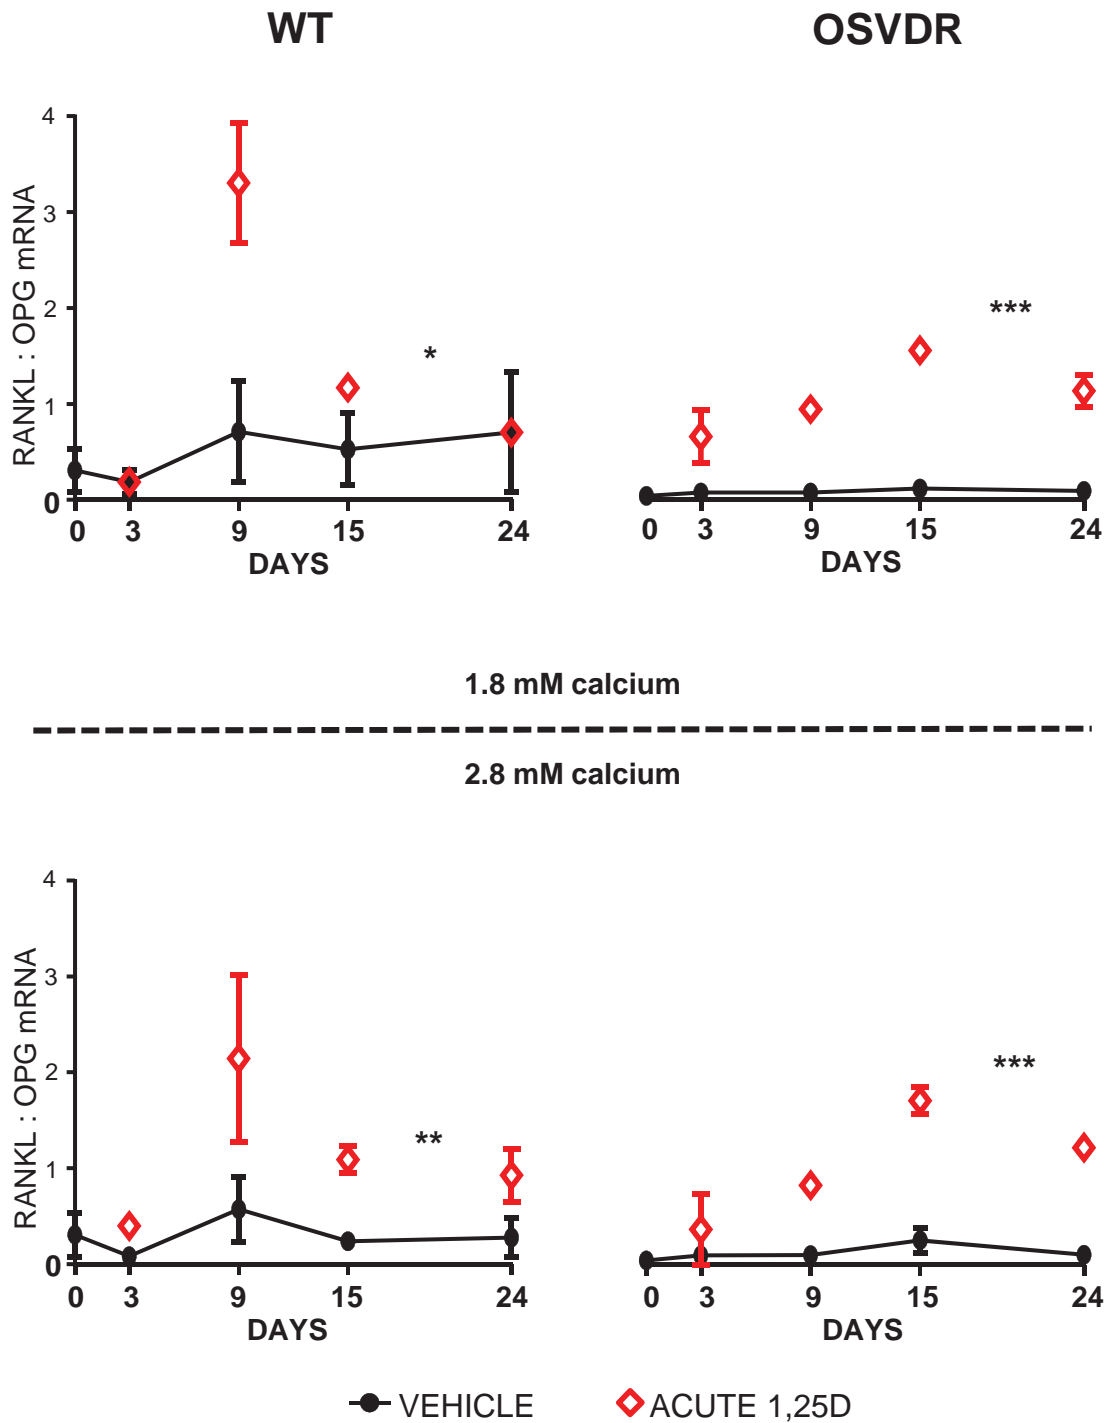 WT
OSVDR
RANKL : OPG mRNA
4
3
2
1
0
0 3 9 15 24
DAYS
*
0 3 9 15 24
DAYS
***
1.8 mM calcium
2.8 mM calcium
RANKL : OPG mRNA
4
3
2
1
0
0 3 9 15 24
DAYS
**
0 3 9 15 24
DAYS
***
VEHICLE
ACUTE 1,25D